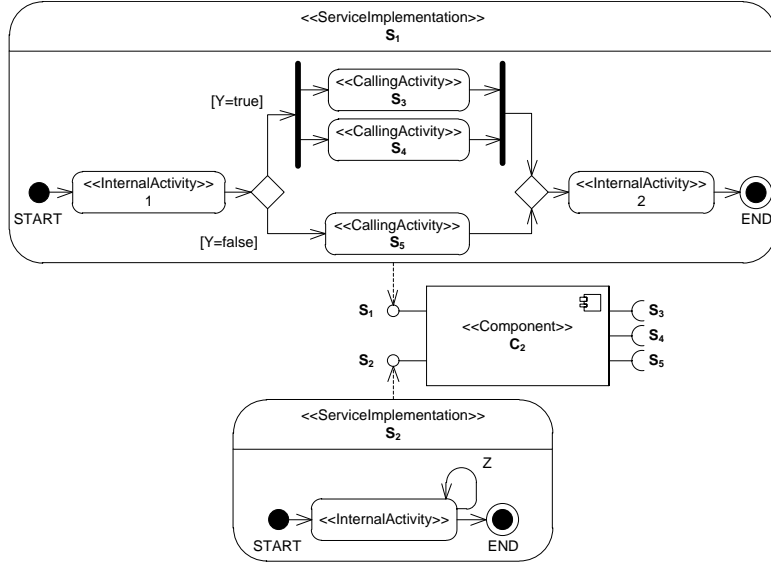 <<ServiceImplementation>>
S₁
<<CallingActivity>>
S₃
[Y=true]
<<CallingActivity>>
S₄
<<InternalActivity>>
1
<<InternalActivity>>
2
START
END
[Y=false]
<<CallingActivity>>
S₅
S₁
S₃
<<Component>>
C₂
S₄
S₂
S₅
<<ServiceImplementation>>
S₂
Z
<<InternalActivity>>
START
END